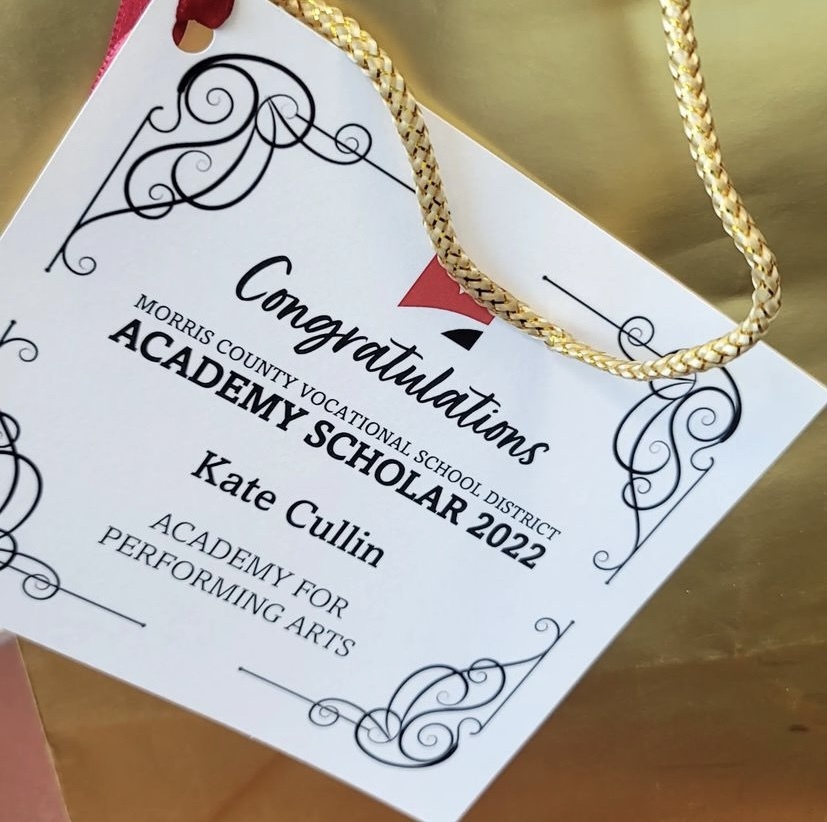 Congratulations
MORRIS COUNTY VOCATIONAL SCHOOL DISTRICT
ACADEMY SCHOLAR 2022
Kate Cullin
ACADEMY FOR
PERFORMING ARTS